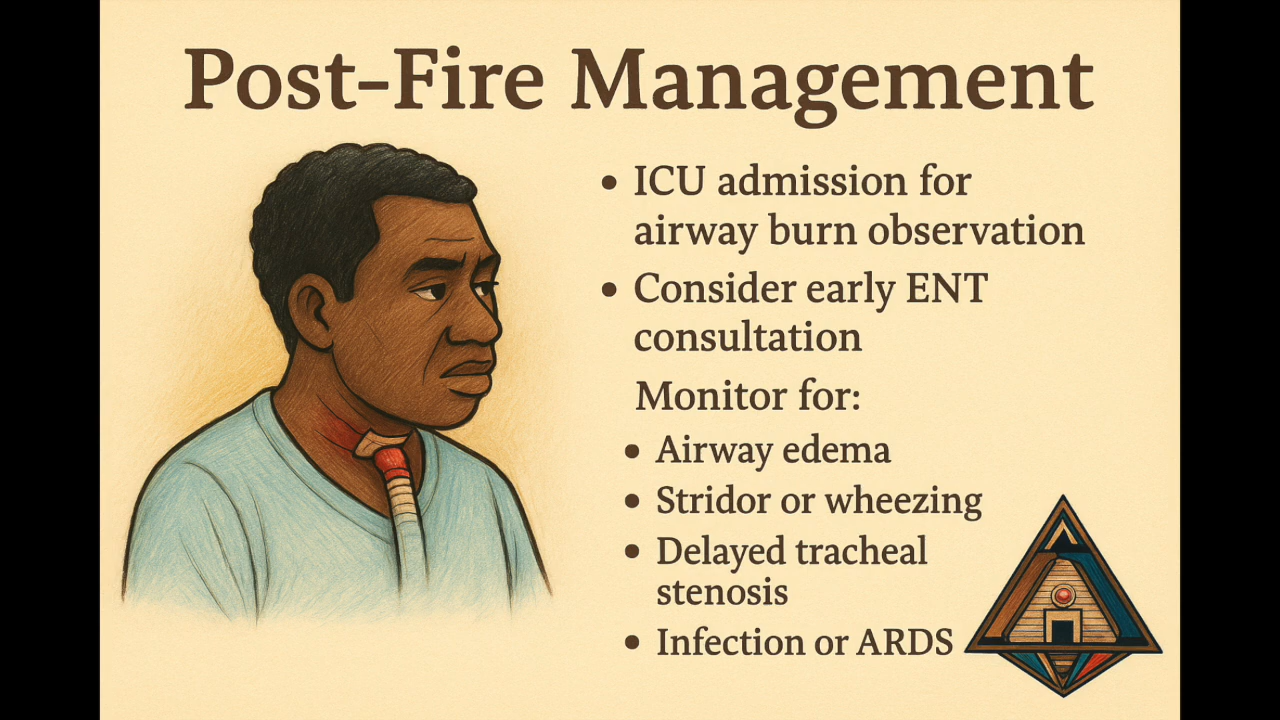 Post-Fire Management
• ICU admission for
airway burn observation
• Consider early ENT
consultation
Monitor for:
• Airway edema
• Stridor or wheezing
• Delayed tracheal
stenosis
• Infection or ARDS